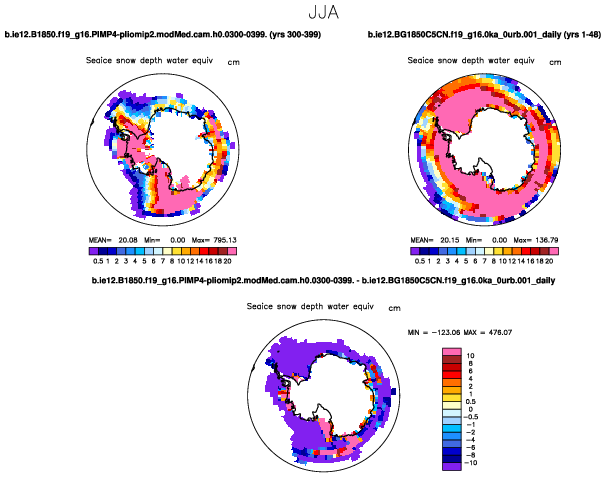 JJA
b.ie12.B1850.f19_g16.PIMP4-pliomip2.modMed.cam.h0.0300-0399. (yrs 300-399)
b.ie12.BG1850C5CN.f19_g16.0ka_0urb.001_daily (yrs 1-48)
Seaice snow depth water equiv cm
Seaice snow depth water equiv cm
MEAN= 20.08 Min= 0.00 Max= 795.13
MEAN= 20.15 Min= 0.00 Max= 136.79
0.5 1 2 3 4 5 6 7 8 10 12 14 16 18 20
0.5 1 2 3 4 5 6 7 8 10 12 14 16 18 20
b.ie12.B1850.f19_g16.PIMP4-pliomip2.modMed.cam.h0.0300-0399. - b.ie12.BG1850C5CN.f19_g16.0ka_0urb.001_daily
Seaice snow depth water equiv cm
MIN = -123.06 MAX = 476.07
10
8
6
4
2
1
0.5
0
-0.5
-1
-2
-4
-6
-8
-10